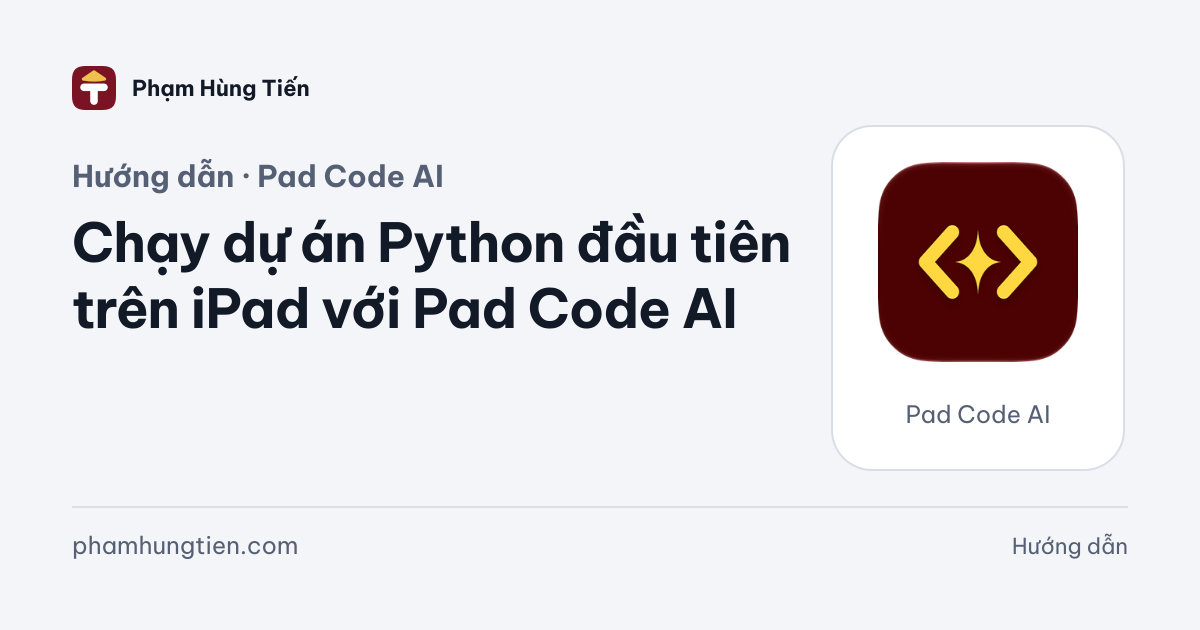 Phạm Hùng Tiến
Hướng dẫn · Pad Code AI
Chạy dự án Python đầu tiên
trên iPad với Pad Code AI
Pad Code AI
phamhungtien.com
Hướng dẫn